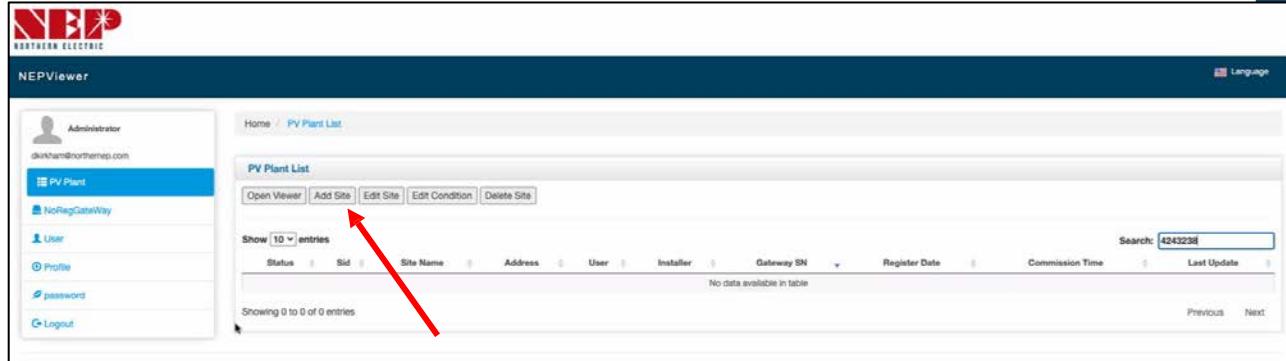 NEP
NORTHERN ELECTRIC
NEPViewer
Language
Administrator
dkirkham@northernep.com
PV Plant
NoRegGateWay
User
Profile
password
Logout
Home / PV Plant List
PV Plant List
Open Viewer Add Site Edit Site Edit Condition Delete Site
Show 10 entries
Search: 4243238
Status Sid Site Name Address User Installer Gateway SN Register Date Commission Time Last Update
No data available in table
Showing 0 to 0 of 0 entries
Previous Next